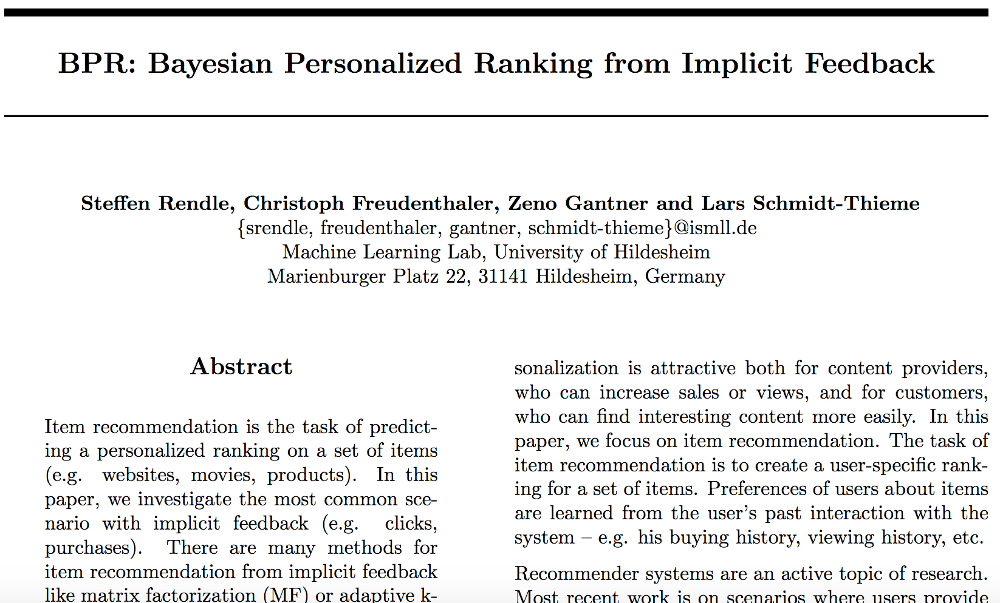 BPR: Bayesian Personalized Ranking from Implicit Feedback
Steffen Rendle, Christoph Freudenthaler, Zeno Gantner and Lars Schmidt-Thieme
{srendle, freudenthaler, gantner, schmidt-thieme}@ismll.de
Machine Learning Lab, University of Hildesheim
Marienburger Platz 22, 31141 Hildesheim, Germany
Abstract
Item recommendation is the task of predict-
ing a personalized ranking on a set of items
(e.g. websites, movies, products). In this
paper, we investigate the most common sce-
nario with implicit feedback (e.g. clicks,
purchases). There are many methods for
item recommendation from implicit feedback
like matrix factorization (MF) or adaptive k-
sonalization is attractive both for content providers,
who can increase sales or views, and for customers,
who can find interesting content more easily. In this
paper, we focus on item recommendation. The task of
item recommendation is to create a user-specific rank-
ing for a set of items. Preferences of users about items
are learned from the user's past interaction with the
system – e.g. his buying history, viewing history, etc.
Recommender systems are an active topic of research.
Most recent work is on scenarios where users provide